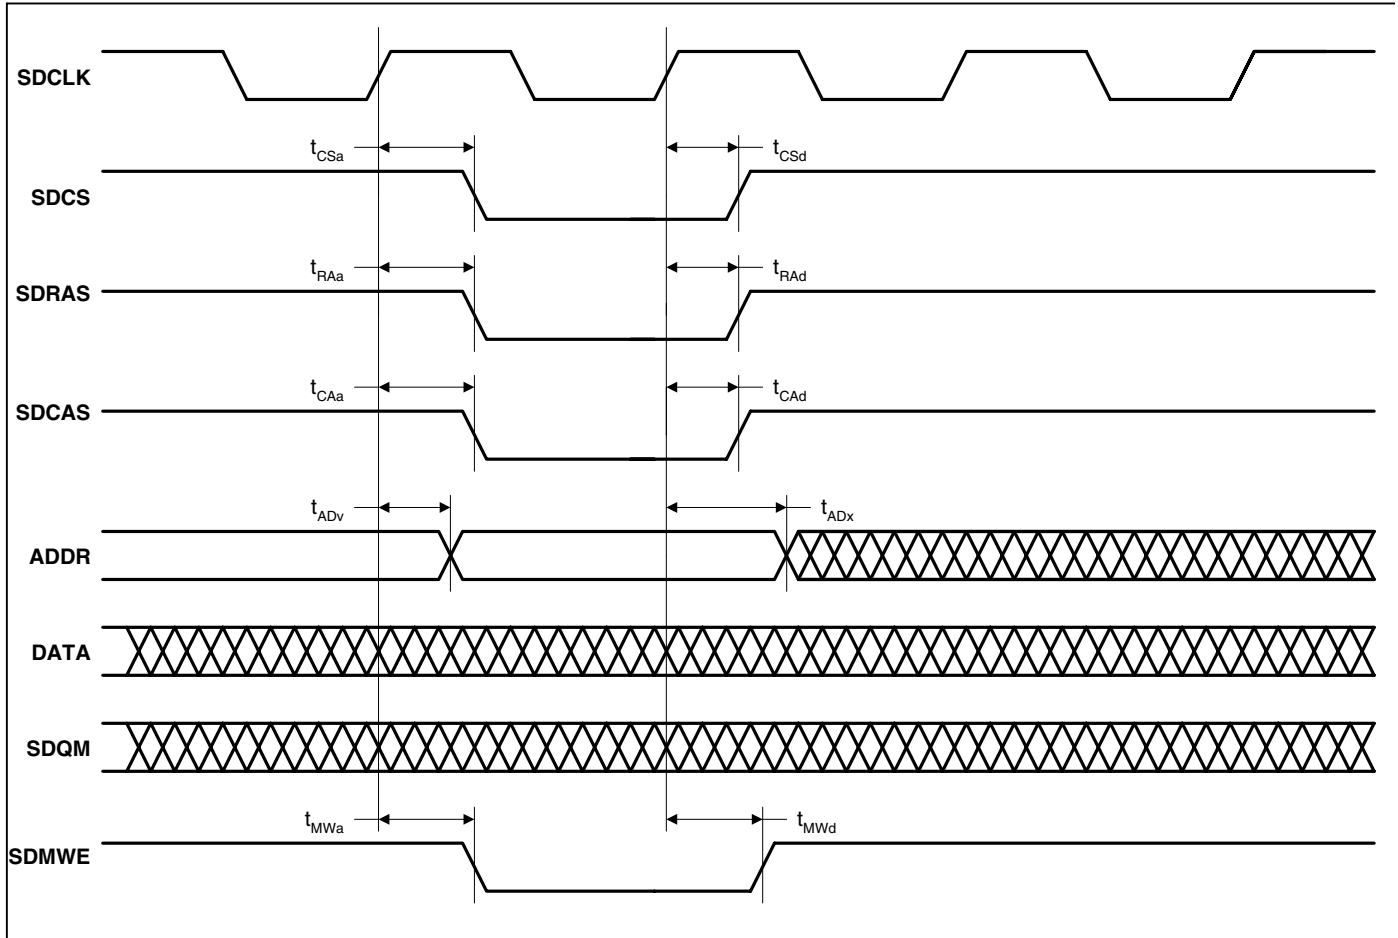 SDCLK
tCSa
tCSd
SDCS
tRAa
tRAd
SDRAS
tCAa
tCAd
SDCAS
tADv
tADx
ADDR
DATA
SDQM
tMWa
tMWd
SDMWE